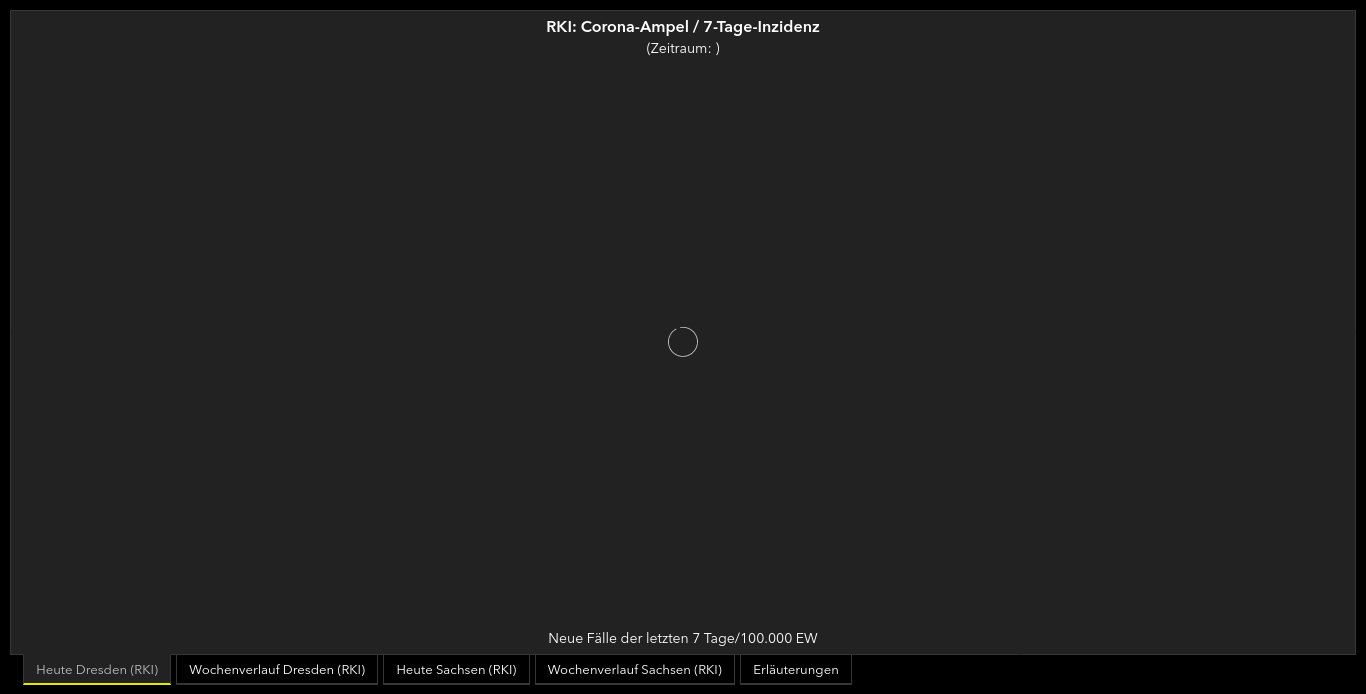 RKI: Corona-Ampel / 7-Tage-Inzidenz
(Zeitraum: )
Neue Fälle der letzten 7 Tage/100.000 EW
Heute Dresden (RKI)
Wochenverlauf Dresden (RKI)
Heute Sachsen (RKI)
Wochenverlauf Sachsen (RKI)
Erläuterungen